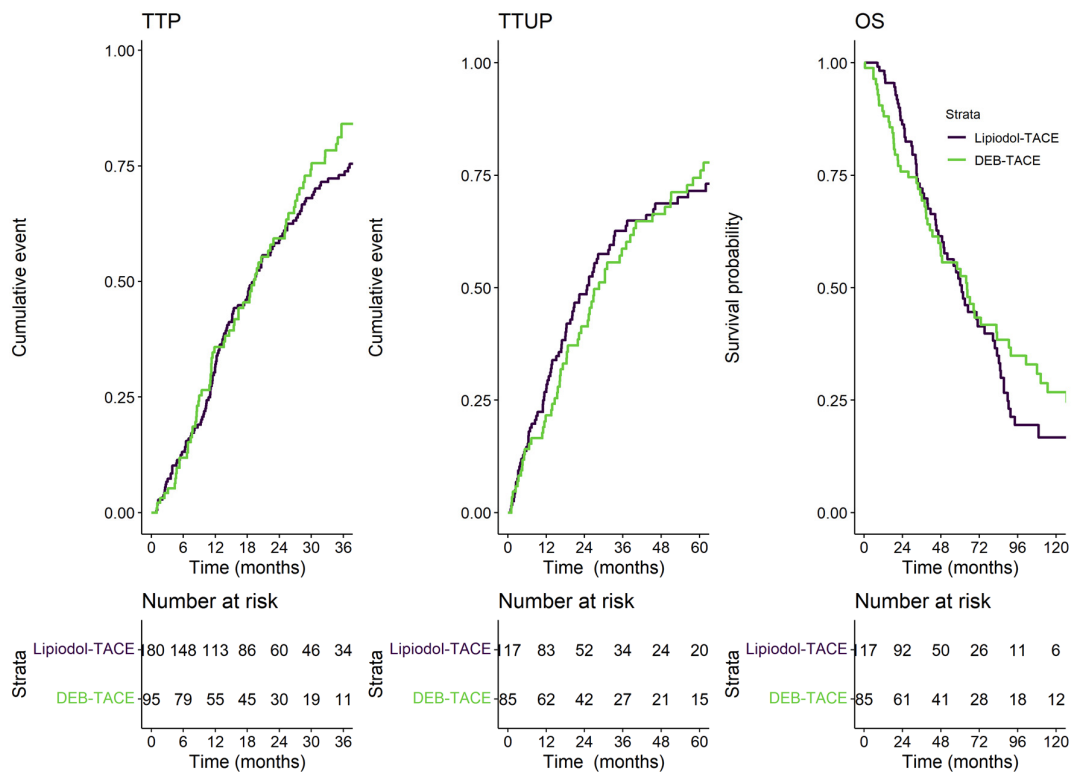 TTP
Cumulative event
1.00
0.75
0.50
0.25
0.00
0 6 12 18 24 30 36
Time (months)
Number at risk
Strata
Lipiodol-TACE 180 148 113 86 60 46 34
DEB-TACE 95 79 55 45 30 19 11
0 6 12 18 24 30 36
Time (months)
TTUP
Cumulative event
1.00
0.75
0.50
0.25
0.00
0 12 24 36 48 60
Time (months)
Number at risk
Strata
Lipiodol-TACE 117 83 52 34 24 20
DEB-TACE 85 62 42 27 21 15
0 12 24 36 48 60
Time (months)
OS
Survival probability
1.00
0.75
0.50
0.25
0.00
Strata
Lipiodol-TACE
DEB-TACE
0 24 48 72 96 120
Time (months)
Number at risk
Strata
Lipiodol-TACE 117 92 50 26 11 6
DEB-TACE 85 61 41 28 18 12
0 24 48 72 96 120
Time (months)